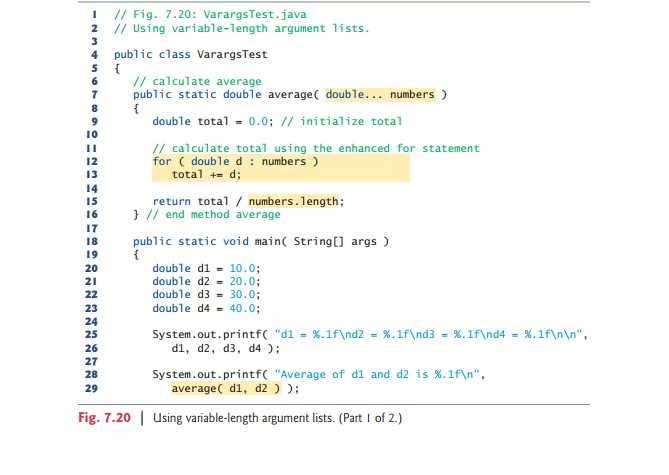 1 // Fig. 7.20: VarargsTest.java
2 // Using variable-length argument lists.
3
4 public class VarargsTest
5 {
6 // calculate average
7 public static double average( double... numbers )
8 {
9 double total = 0.0; // initialize total
10
11 // calculate total using the enhanced for statement
12 for ( double d : numbers )
13 total += d;
14
15 return total / numbers.length;
16 } // end method average
17
18 public static void main( String[] args )
19 {
20 double d1 = 10.0;
21 double d2 = 20.0;
22 double d3 = 30.0;
23 double d4 = 40.0;
24
25 System.out.printf( "d1 = %.1f\nd2 = %.1f\nd3 = %.1f\nd4 = %.1f\n\n",
26 d1, d2, d3, d4 );
27
28 System.out.printf( "Average of d1 and d2 is %.1f\n",
29 average( d1, d2 ) );
Fig. 7.20 | Using variable-length argument lists. (Part 1 of 2.)